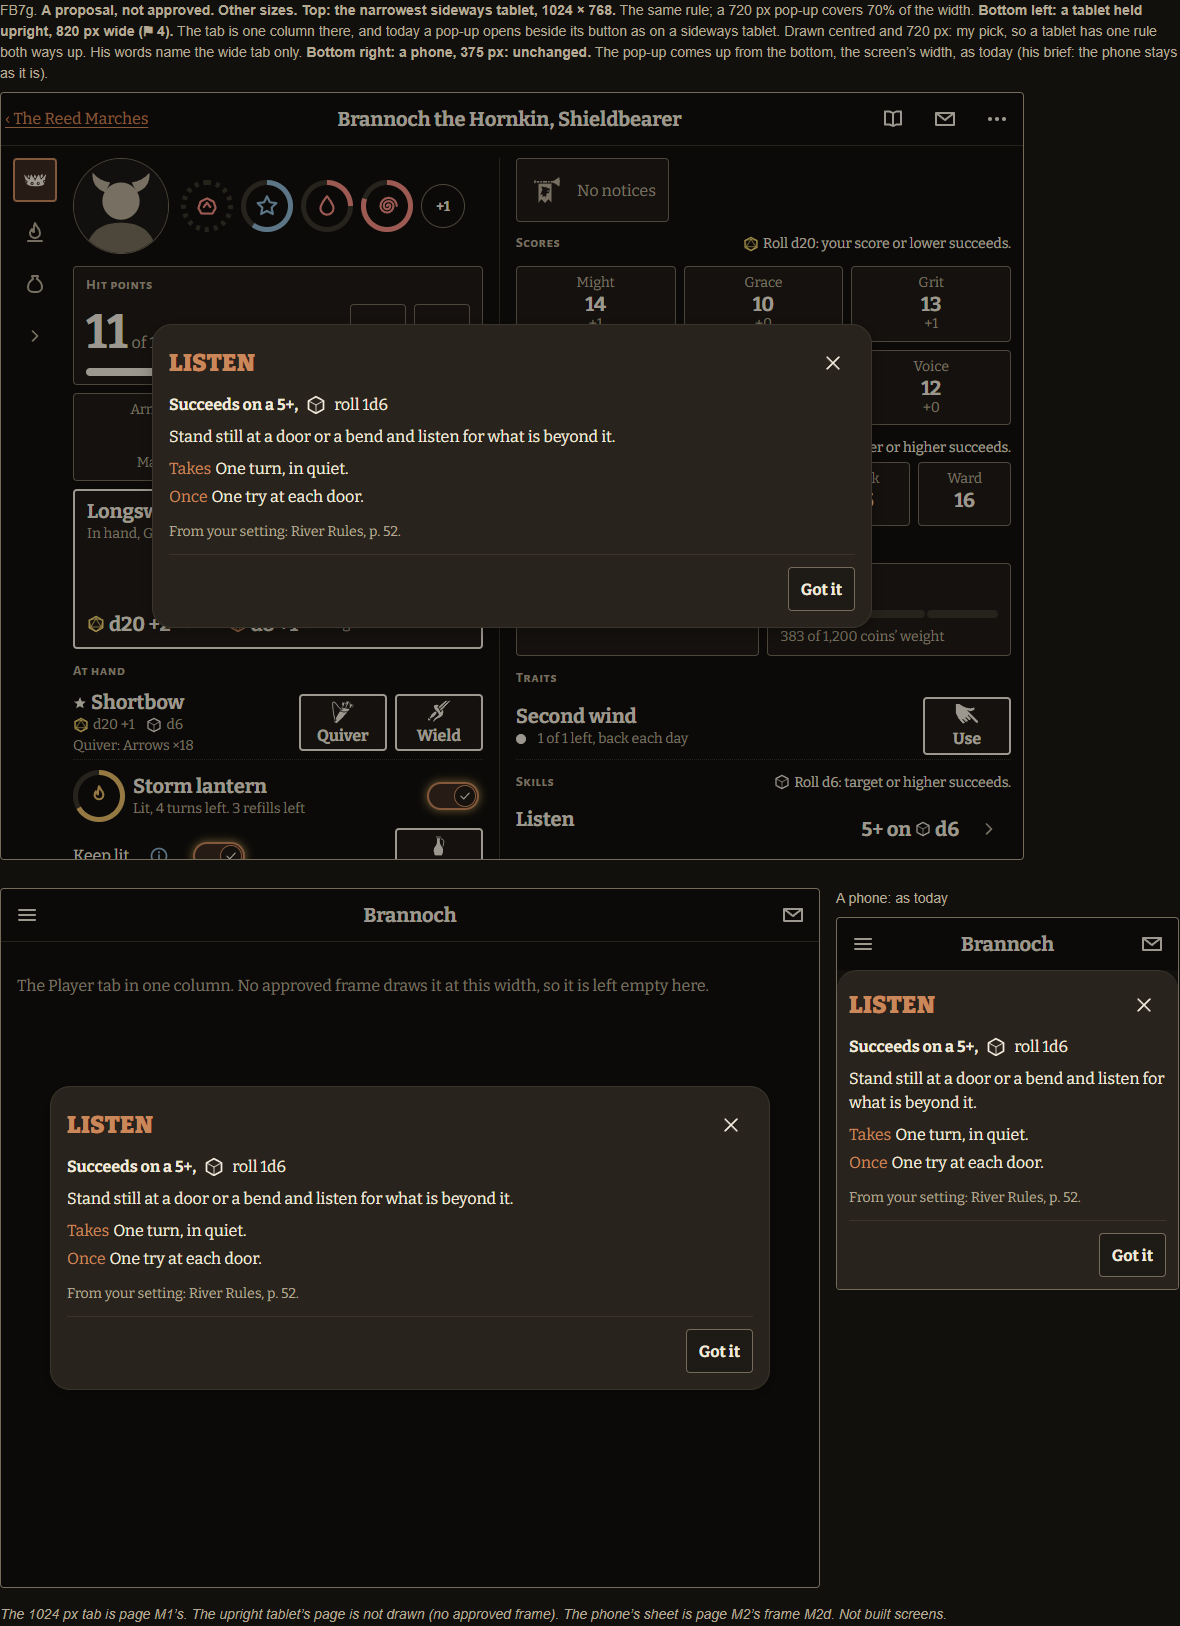 FB7g. A proposal, not approved. Other sizes. Top: the narrowest sideways tablet, 1024 × 768. The same rule; a 720 px pop-up covers 70% of the width. Bottom left: a tablet held
upright, 820 px wide (⚑ 4). The tab is one column there, and today a pop-up opens beside its button as on a sideways tablet. Drawn centred and 720 px: my pick, so a tablet has one rule
both ways up. His words name the wide tab only. Bottom right: a phone, 375 px: unchanged. The pop-up comes up from the bottom, the screen's width, as today (his brief: the phone stays
as it is).
‹ The Reed Marches
Brannoch the Hornkin, Shieldbearer
+1
No notices
SCORES
Roll d20: your score or lower succeeds.
HIT POINTS
11 of
Might
14
+1
Grace
10
+0
Grit
13
+1
Voice
12
+0
er or higher succeeds.
Ward
16
LISTEN
Succeeds on a 5+, roll 1d6
Stand still at a door or a bend and listen for what is beyond it.
Takes One turn, in quiet.
Once One try at each door.
From your setting: River Rules, p. 52.
Got it
Longsw
In hand, G
d20 +2
383 of 1,200 coins' weight
AT HAND
Shortbow
d20 +1 d6
Quiver: Arrows ×18
Quiver
Wield
Storm lantern
Lit, 4 turns left. 3 refills left
Keep lit
TRAITS
Second wind
1 of 1 left, back each day
Use
SKILLS
Roll d6: target or higher succeeds.
Listen
5+ on d6
Brannoch
The Player tab in one column. No approved frame draws it at this width, so it is left empty here.
LISTEN
Succeeds on a 5+, roll 1d6
Stand still at a door or a bend and listen for what is beyond it.
Takes One turn, in quiet.
Once One try at each door.
From your setting: River Rules, p. 52.
Got it
A phone: as today
Brannoch
LISTEN
Succeeds on a 5+, roll 1d6
Stand still at a door or a bend and listen for
what is beyond it.
Takes One turn, in quiet.
Once One try at each door.
From your setting: River Rules, p. 52.
Got it
The 1024 px tab is page M1's. The upright tablet's page is not drawn (no approved frame). The phone's sheet is page M2's frame M2d. Not built screens.